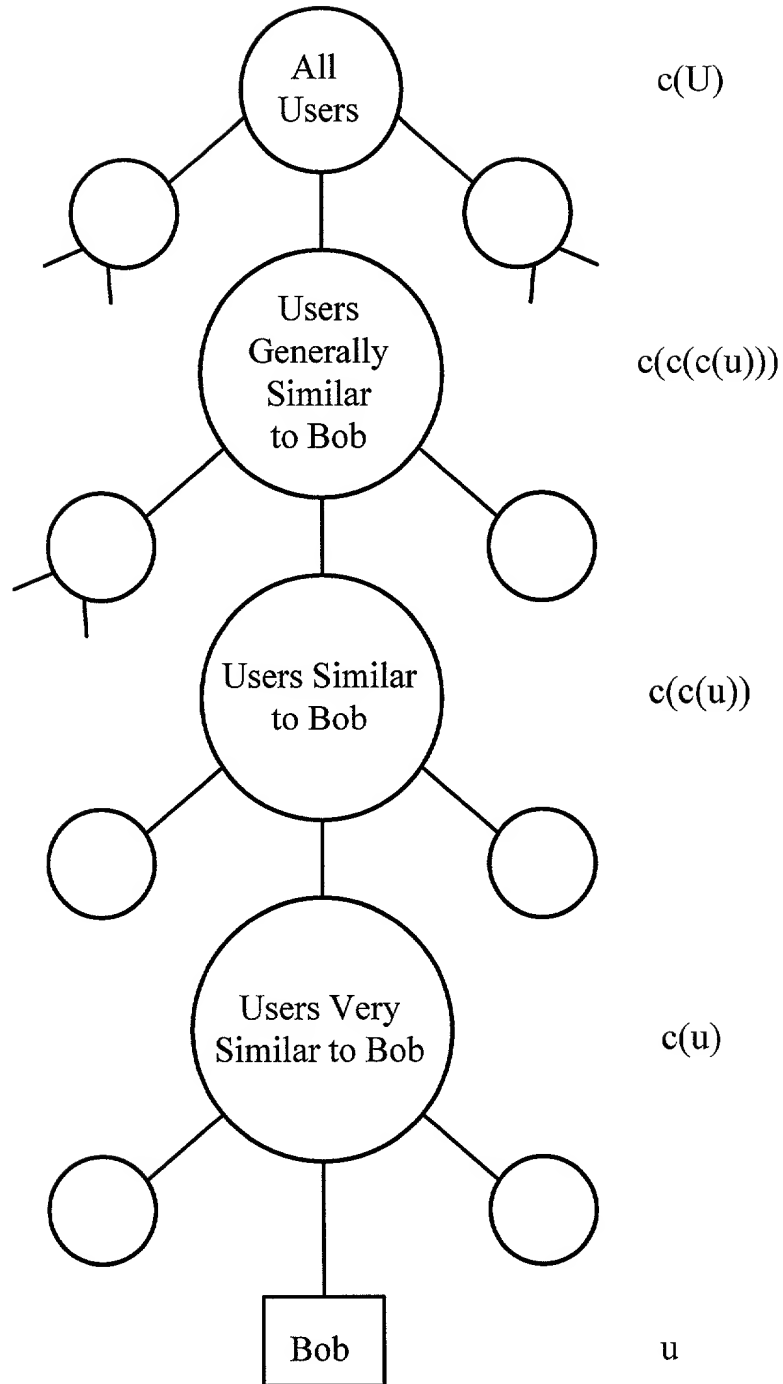 All
Users
c(U)
Users
Generally
Similar
to Bob
c(c(c(u)))
Users Similar
to Bob
c(c(u))
Users Very
Similar to Bob
c(u)
Bob
u